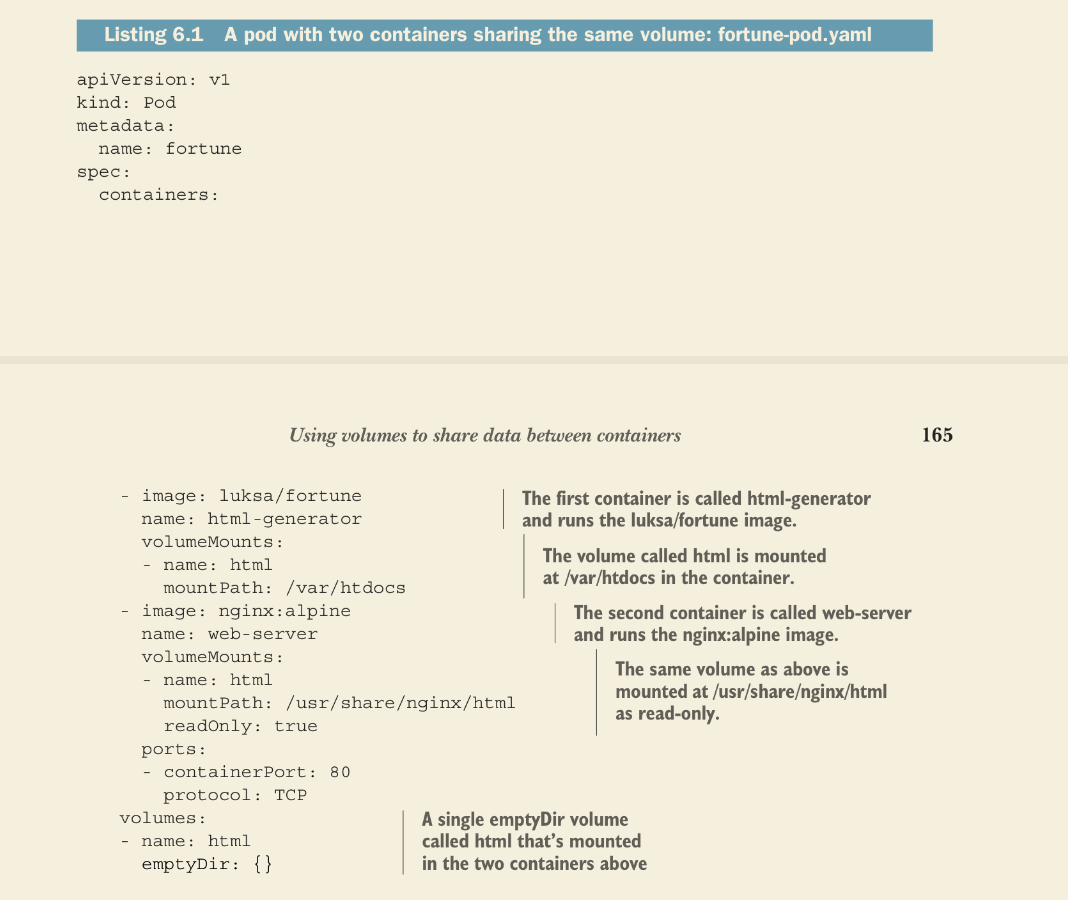 Listing 6.1 A pod with two containers sharing the same volume: fortune-pod.yaml
apiVersion: v1
kind: Pod
metadata:
  name: fortune
spec:
  containers:
Using volumes to share data between containers 165
- image: luksa/fortune
  name: html-generator
  volumeMounts:
  - name: html
    mountPath: /var/htdocs
- image: nginx:alpine
  name: web-server
  volumeMounts:
  - name: html
    mountPath: /usr/share/nginx/html
    readOnly: true
  ports:
  - containerPort: 80
    protocol: TCP
volumes:
- name: html
  emptyDir: {}
The first container is called html-generator
and runs the luksa/fortune image.
The volume called html is mounted
at /var/htdocs in the container.
The second container is called web-server
and runs the nginx:alpine image.
The same volume as above is
mounted at /usr/share/nginx/html
as read-only.
A single emptyDir volume
called html that’s mounted
in the two containers above